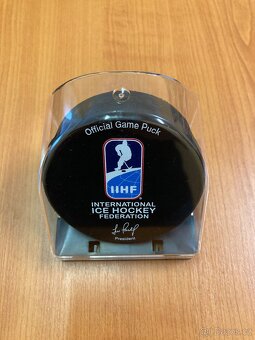 Official Game Puck
IIHF
INTERNATIONAL
ICE HOCKEY
FEDERATION
President